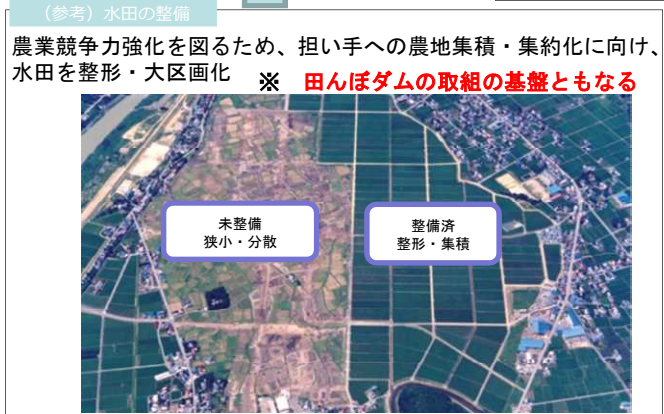 （参考）水田の整備
農業競争力強化を図るため、担い手への農地集積・集約化に向け、
水田を整形・大区画化
※ 田んぼダムの取組の基盤ともなる
未整備
狭小・分散
整備済
整形・集積